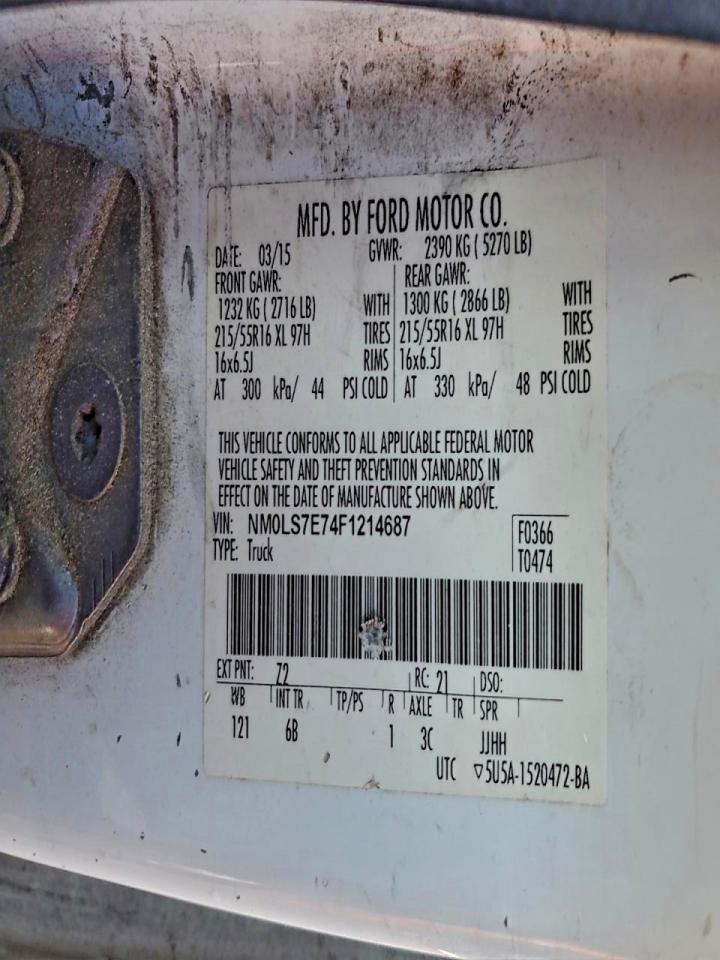 MFD. BY FORD MOTOR CO.
DATE: 03/15 GVWR: 2390 KG ( 5270 LB)
FRONT GAWR: REAR GAWR:
1232 KG ( 2716 LB) WITH 1300 KG ( 2866 LB) WITH
215/55R16 XL 97H TIRES 215/55R16 XL 97H TIRES
16x6.5J RIMS 16x6.5J RIMS
AT 300 kPa/ 44 PSI COLD AT 330 kPa/ 48 PSI COLD
THIS VEHICLE CONFORMS TO ALL APPLICABLE FEDERAL MOTOR
VEHICLE SAFETY AND THEFT PREVENTION STANDARDS IN
EFFECT ON THE DATE OF MANUFACTURE SHOWN ABOVE.
VIN: NM0LS7E74F1214687 F0366
TYPE: Truck T0474
EXT PNT: Z2 RC: 21 DSO:
WB INT TR TP/PS R AXLE TR SPR
121 6B 1 3C JJHH
UTC ▽5U5A-1520472-BA